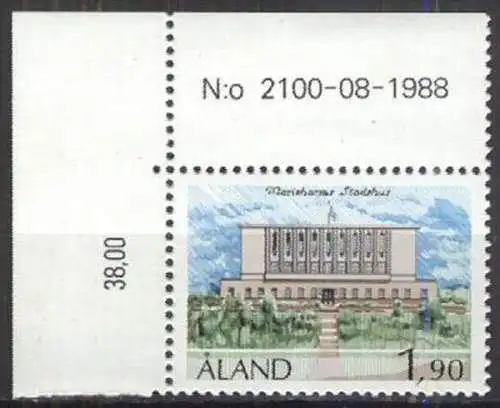 N:o 2100-08-1988
Mariehamns Stadshus
38,00
ÅLAND
1,90